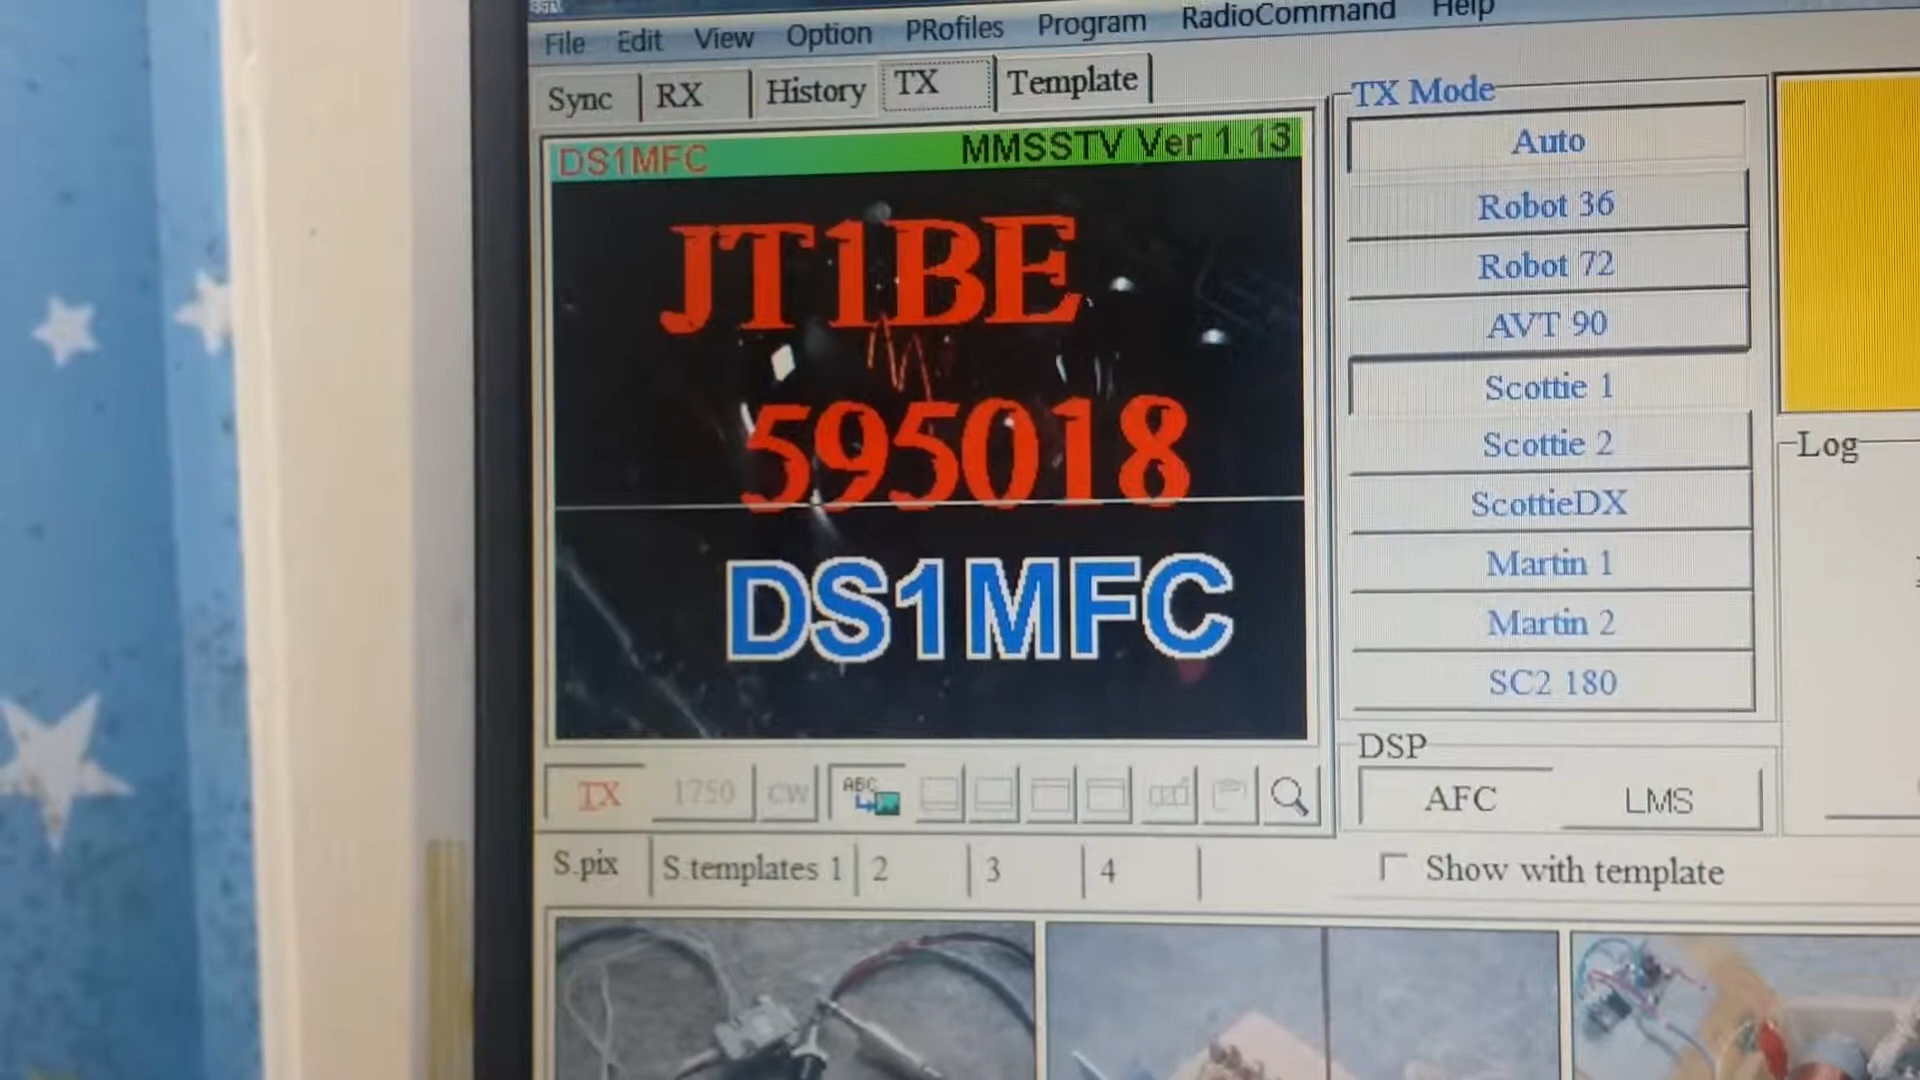 File Edit View Option PRofiles Program RadioCommand Help
Sync RX History TX Template
DS1MFC MMSSTV Ver 1.13
JT1BE
595018
DS1MFC
TX 1750 CW ABC
S.pix S.templates 1 2 3 4
TX Mode
Auto
Robot 36
Robot 72
AVT 90
Scottie 1
Scottie 2
ScottieDX
Martin 1
Martin 2
SC2 180
DSP
AFC LMS
Show with template
Log